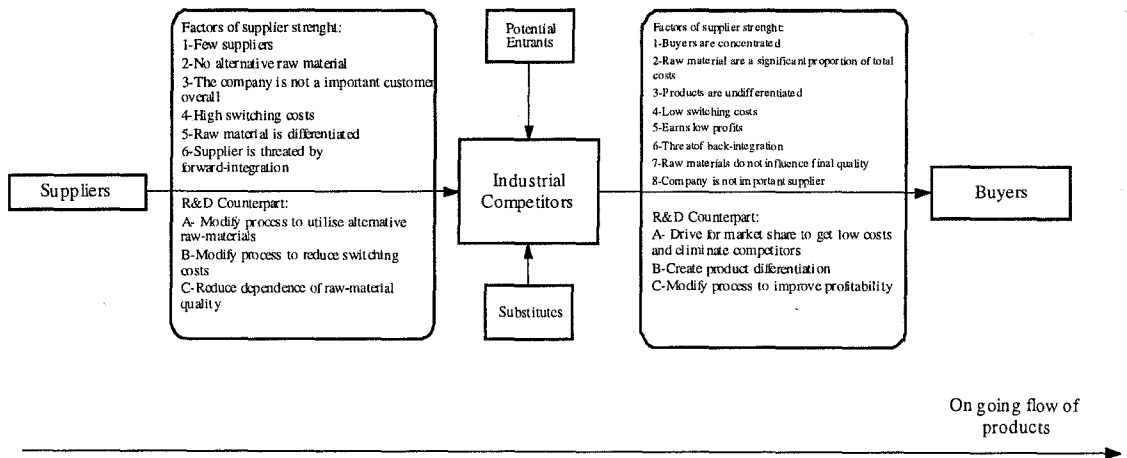 Suppliers
Factors of supplier strenght:
1-Few suppliers
2-No alternative raw material
3-The company is not a important customer
overall
4-High switching costs
5-Raw material is differentiated
6-Supplier is threated by
forward-integration
R&D Counterpart:
A- Modify process to utilise alternative
raw-materials
B-Modify process to reduce switching
costs
C-Reduce dependence of raw-material
quality
Potential
Entrants
Industrial
Competitors
Substitutes
Factors of supplier strenght:
1-Buyers are concentrated
2-Raw material are a significant proportion of total
costs
3-Products are undifferentiated
4-Low switching costs
5-Earns low profits
6-Threatof back-integration
7-Raw materials do not influence final quality
8-Company is not important supplier
R&D Counterpart:
A- Drive for market share to get low costs
and eliminate competitors
B-Create product differentiation
C-Modify process to improve profitability
Buyers
On going flow of
products